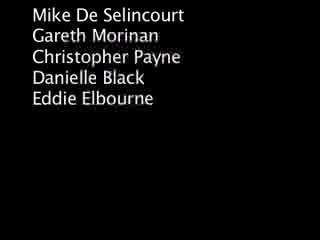 Mike De Selincourt
Gareth Morinan
Christopher Payne
Danielle Black
Eddie Elbourne